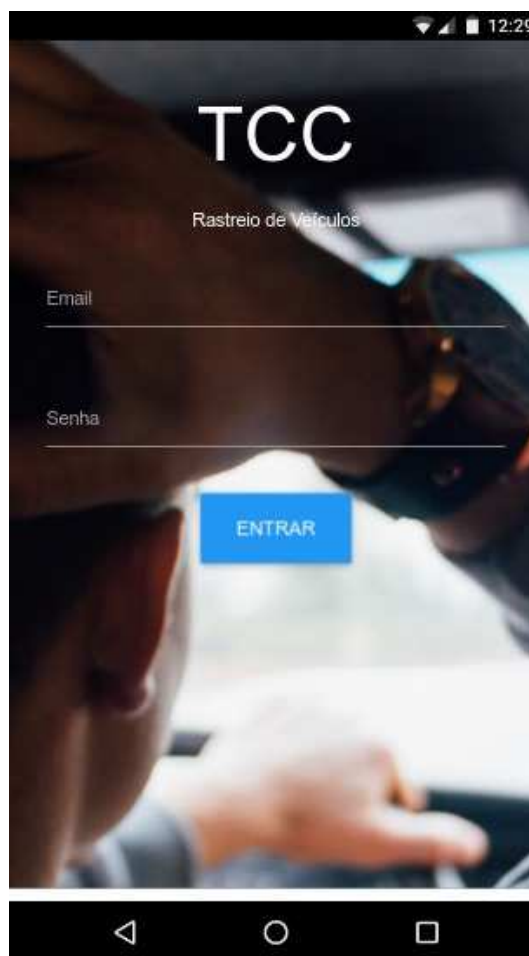 12:29
TCC
Rastreio de Veículos
Email
Senha
ENTRAR